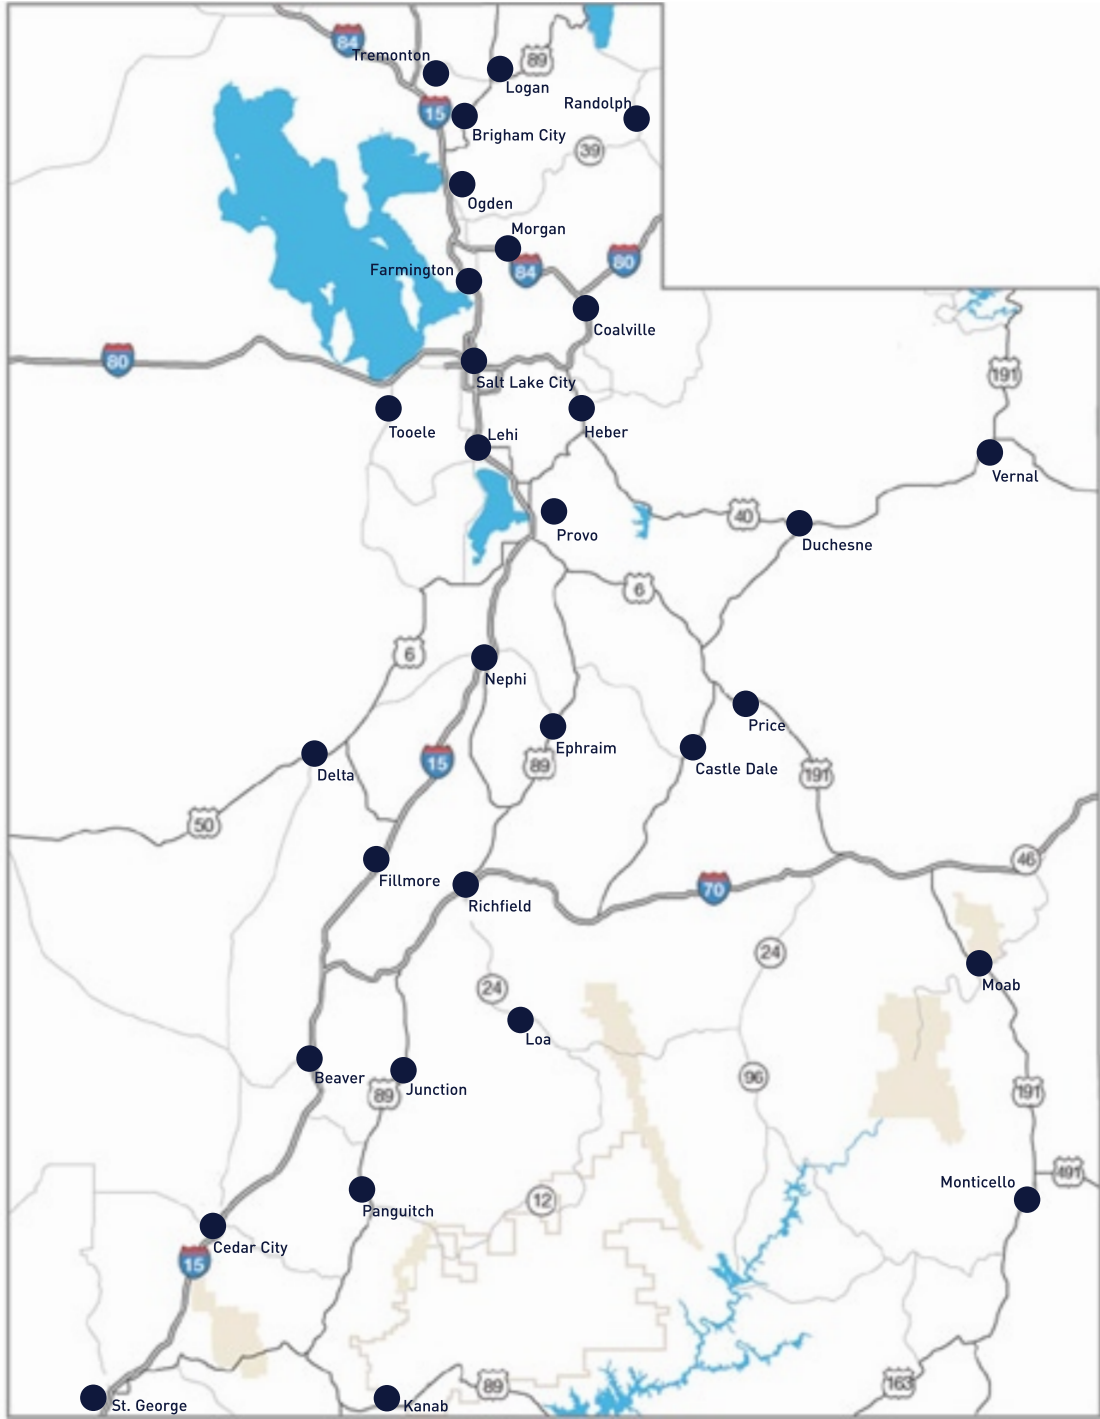 84
Tremonton
89
Logan
Randolph
15
Brigham City
39
Ogden
Morgan
84
80
Farmington
Coalville
80
Salt Lake City
191
Tooele
Lehi
Heber
Vernal
40
Provo
Duchesne
6
6
Nephi
Price
Ephraim
15
89
Castle Dale
191
Delta
50
46
Fillmore
70
Richfield
24
Moab
24
Loa
96
Beaver
Junction
89
191
491
Monticello
12
Panguitch
Cedar City
15
163
89
St. George
Kanab